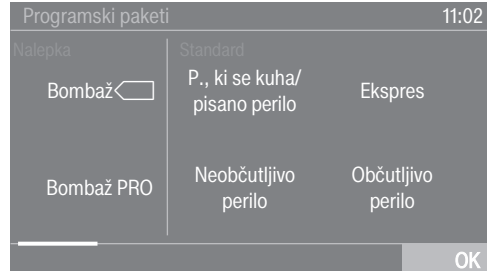 Programski paketi 11:02
Nalepka Standard
Bombaž
P., ki se kuha/
pisano perilo
Ekspres
Bombaž PRO
Neobčutljivo
perilo
Občutljivo
perilo
OK